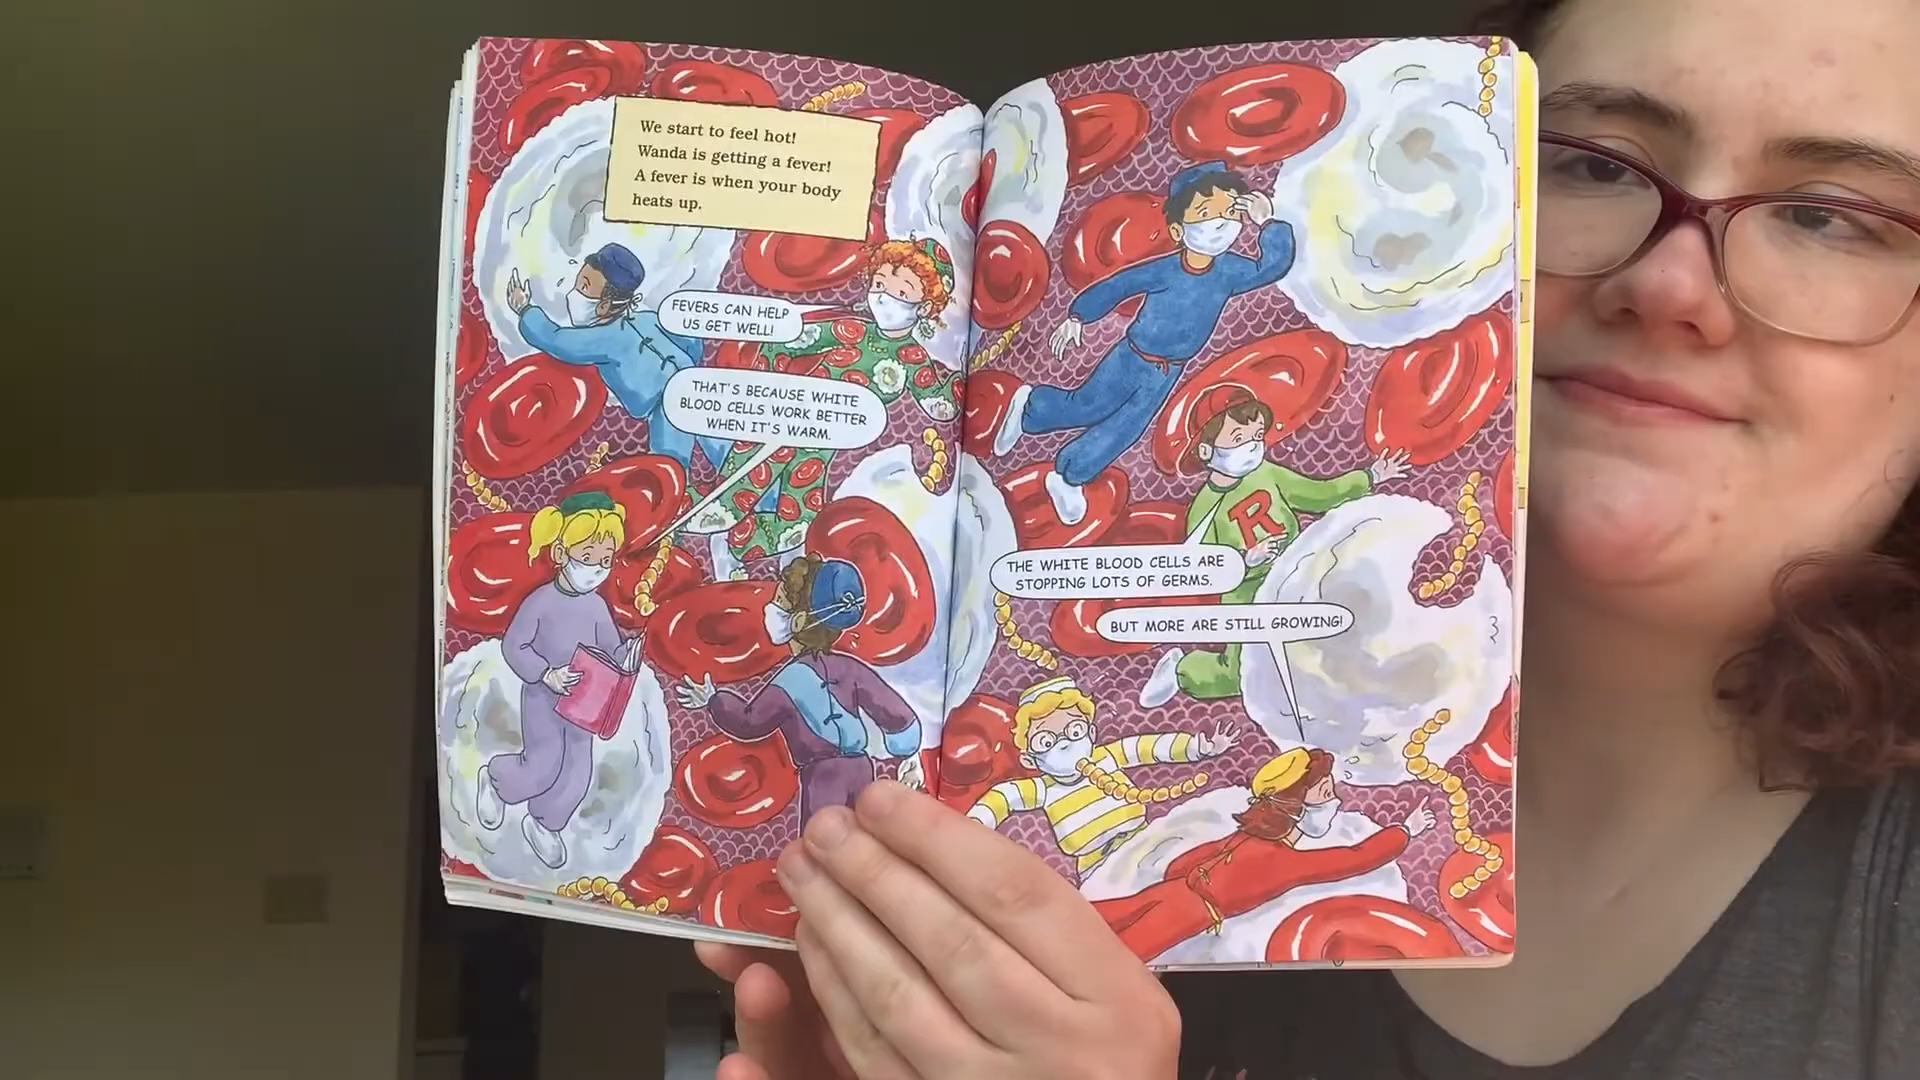 We start to feel hot!
Wanda is getting a fever!
A fever is when your body
heats up.
FEVERS CAN HELP
US GET WELL!
THAT'S BECAUSE WHITE
BLOOD CELLS WORK BETTER
WHEN IT'S WARM.
R
THE WHITE BLOOD CELLS ARE
STOPPING LOTS OF GERMS.
BUT MORE ARE STILL GROWING!